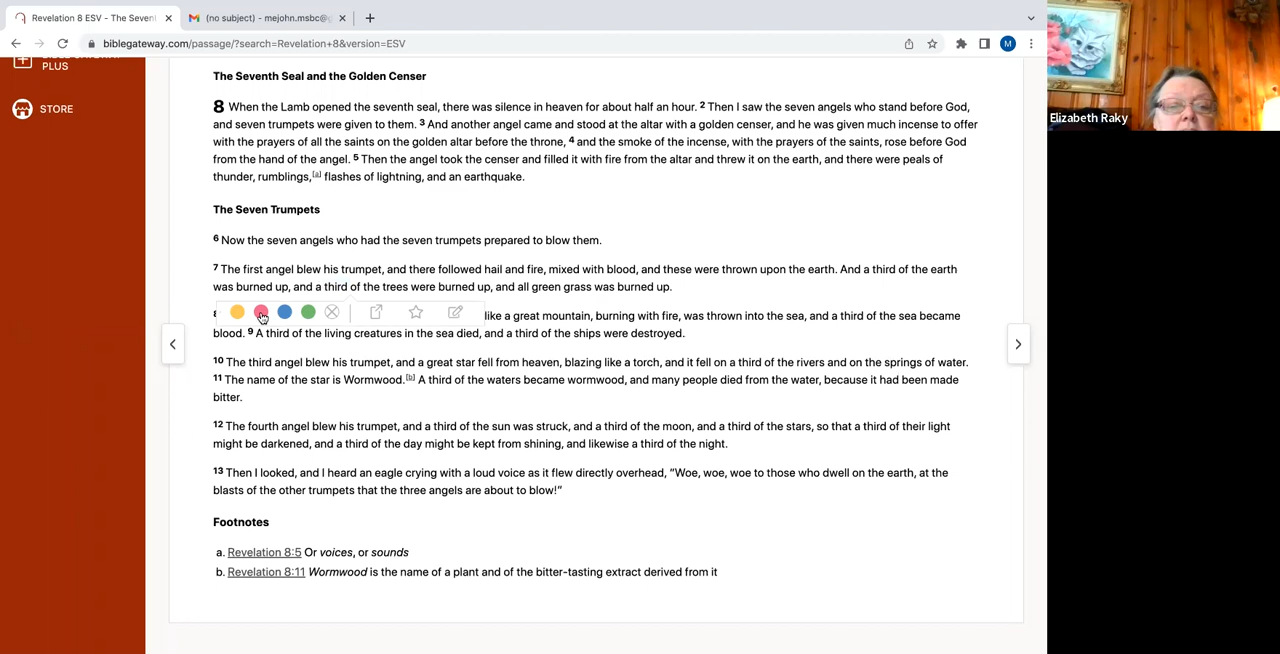 Revelation 8 ESV - The Sevent
(no subject) - mejohn.msbc@g
biblegateway.com/passage/?search=Revelation+8&version=ESV
M
PLUS
STORE
Elizabeth Raky
The Seventh Seal and the Golden Censer
8 When the Lamb opened the seventh seal, there was silence in heaven for about half an hour. 2 Then I saw the seven angels who stand before God,
and seven trumpets were given to them. 3 And another angel came and stood at the altar with a golden censer, and he was given much incense to offer
with the prayers of all the saints on the golden altar before the throne, 4 and the smoke of the incense, with the prayers of the saints, rose before God
from the hand of the angel. 5 Then the angel took the censer and filled it with fire from the altar and threw it on the earth, and there were peals of
thunder, rumblings,[a] flashes of lightning, and an earthquake.
The Seven Trumpets
6 Now the seven angels who had the seven trumpets prepared to blow them.
7 The first angel blew his trumpet, and there followed hail and fire, mixed with blood, and these were thrown upon the earth. And a third of the earth
was burned up, and a third of the trees were burned up, and all green grass was burned up.
like a great mountain, burning with fire, was thrown into the sea, and a third of the sea became
blood. 9 A third of the living creatures in the sea died, and a third of the ships were destroyed.
10 The third angel blew his trumpet, and a great star fell from heaven, blazing like a torch, and it fell on a third of the rivers and on the springs of water.
11 The name of the star is Wormwood.[b] A third of the waters became wormwood, and many people died from the water, because it had been made
bitter.
12 The fourth angel blew his trumpet, and a third of the sun was struck, and a third of the moon, and a third of the stars, so that a third of their light
might be darkened, and a third of the day might be kept from shining, and likewise a third of the night.
13 Then I looked, and I heard an eagle crying with a loud voice as it flew directly overhead, "Woe, woe, woe to those who dwell on the earth, at the
blasts of the other trumpets that the three angels are about to blow!"
Footnotes
a. Revelation 8:5 Or voices, or sounds
b. Revelation 8:11 Wormwood is the name of a plant and of the bitter-tasting extract derived from it